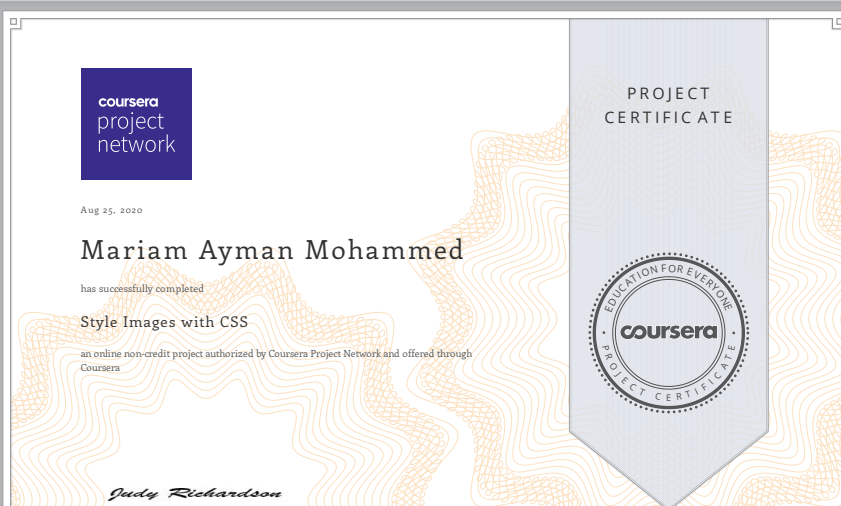 coursera
project
network
PROJECT
CERTIFICATE
Aug 25, 2020
Mariam Ayman Mohammed
has successfully completed
Style Images with CSS
an online non-credit project authorized by Coursera Project Network and offered through
Coursera
EDUCATION FOR EVERYONE
coursera
PROJECT CERTIFICATE
Judy Richardson